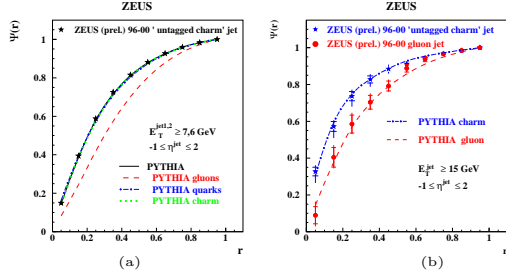 ZEUS
Ψ(r)
ZEUS (prel.) 96-00 ' untagged charm' jet
1
0.8
0.6
0.4
0.2
0
E_T^jet1,2 ≥ 7,6 GeV
-1 ≤ η^jet ≤ 2
PYTHIA
PYTHIA gluons
PYTHIA quarks
PYTHIA charm
0 0.2 0.4 0.6 0.8 1
r
(a)
ZEUS
Ψ(r)
ZEUS (prel.) 96-00 'untagged charm' jet
ZEUS (prel.) 96-00 gluon jet
1
0.8
0.6
0.4
0.2
0
PYTHIA charm
PYTHIA gluon
E_T^jet ≥ 15 GeV
-1 ≤ η^jet ≤ 2
0 0.2 0.4 0.6 0.8 1
r
(b)